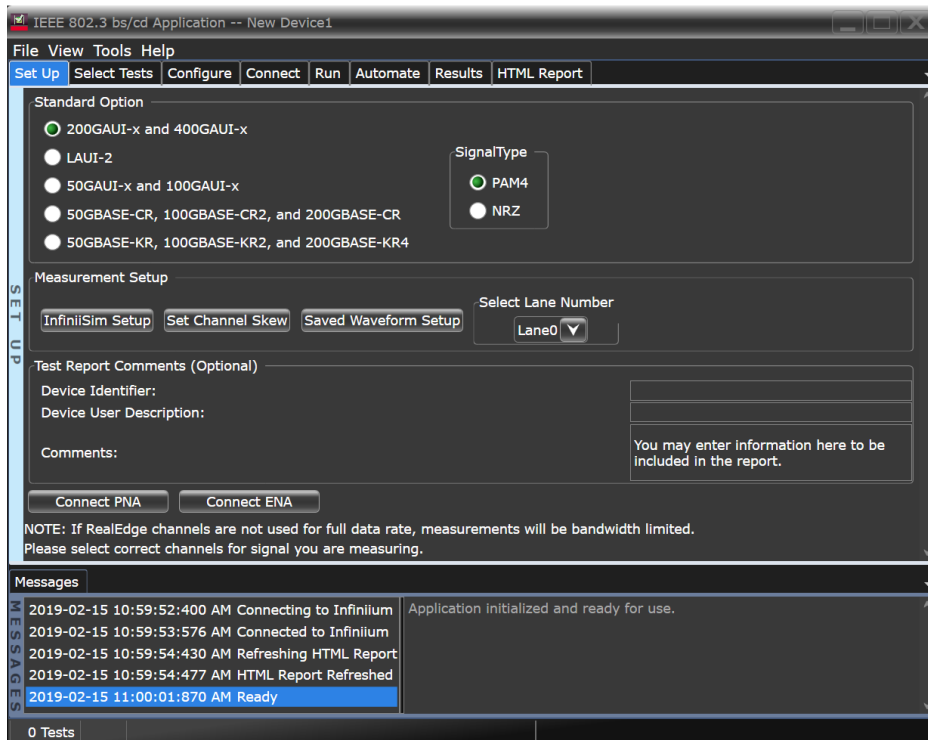 IEEE 802.3 bs/cd Application -- New Device1
File View Tools Help
Set Up Select Tests Configure Connect Run Automate Results HTML Report
SET UP
Standard Option
200GAUI-x and 400GAUI-x
LAUI-2
50GAUI-x and 100GAUI-x
50GBASE-CR, 100GBASE-CR2, and 200GBASE-CR
50GBASE-KR, 100GBASE-KR2, and 200GBASE-KR4
SignalType
PAM4
NRZ
Measurement Setup
InfiniiSim Setup Set Channel Skew Saved Waveform Setup
Select Lane Number
Lane0
Test Report Comments (Optional)
Device Identifier:
Device User Description:
Comments:
You may enter information here to be
included in the report.
Connect PNA Connect ENA
NOTE: If RealEdge channels are not used for full data rate, measurements will be bandwidth limited.
Please select correct channels for signal you are measuring.
Messages
MESSAGES
2019-02-15 10:59:52:400 AM Connecting to Infiniium
2019-02-15 10:59:53:576 AM Connected to Infiniium
2019-02-15 10:59:54:430 AM Refreshing HTML Report
2019-02-15 10:59:54:477 AM HTML Report Refreshed
2019-02-15 11:00:01:870 AM Ready
Application initialized and ready for use.
0 Tests